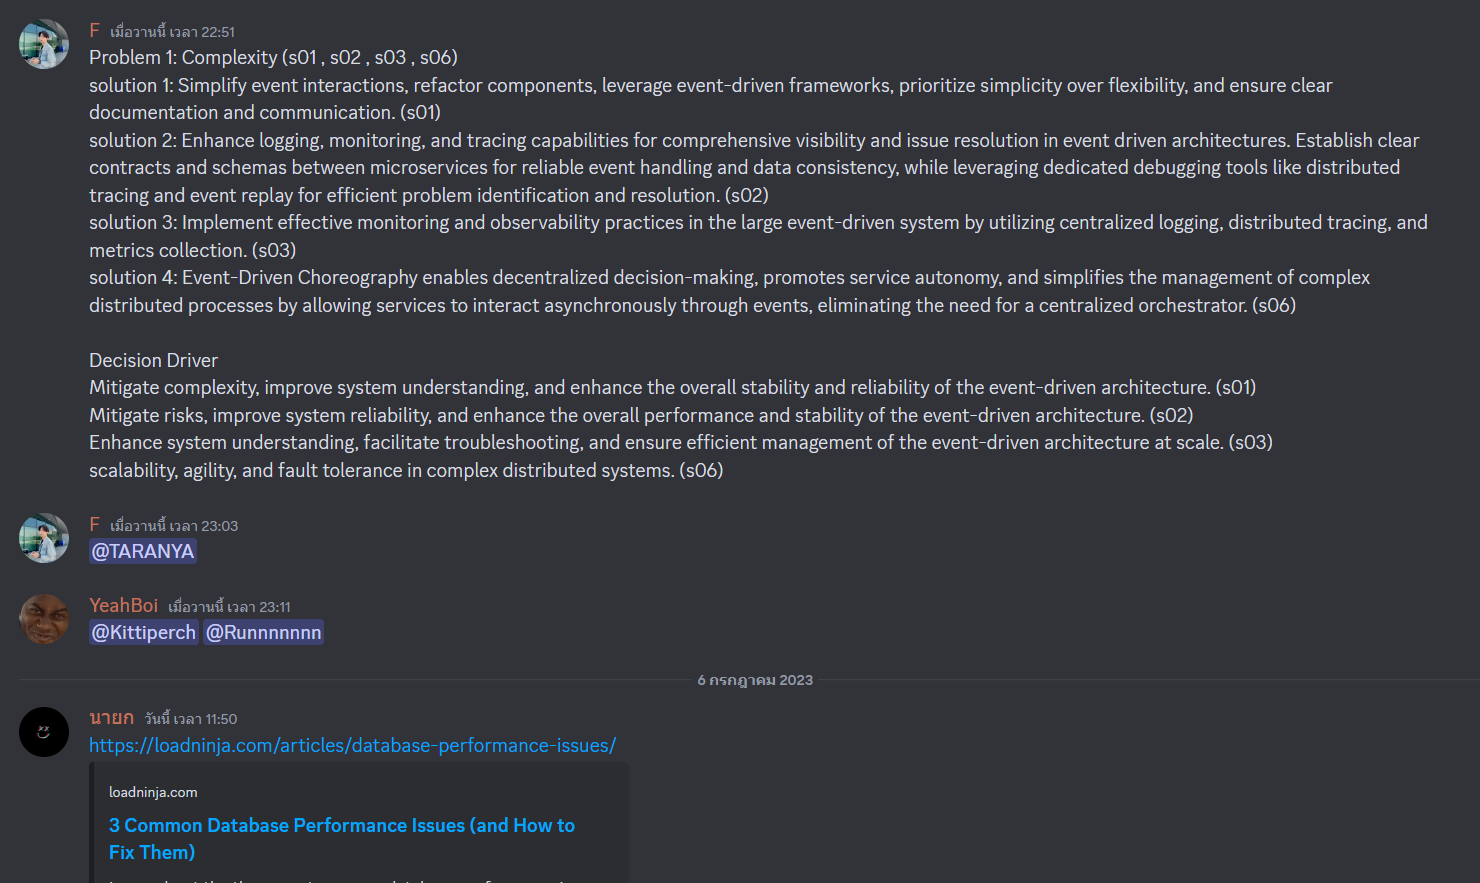 F เมื่อวานนี้ เวลา 22:51
Problem 1: Complexity (s01 , s02 , s03 , s06)
solution 1: Simplify event interactions, refactor components, leverage event-driven frameworks, prioritize simplicity over flexibility, and ensure clear
documentation and communication. (s01)
solution 2: Enhance logging, monitoring, and tracing capabilities for comprehensive visibility and issue resolution in event driven architectures. Establish clear
contracts and schemas between microservices for reliable event handling and data consistency, while leveraging dedicated debugging tools like distributed
tracing and event replay for efficient problem identification and resolution. (s02)
solution 3: Implement effective monitoring and observability practices in the large event-driven system by utilizing centralized logging, distributed tracing, and
metrics collection. (s03)
solution 4: Event-Driven Choreography enables decentralized decision-making, promotes service autonomy, and simplifies the management of complex
distributed processes by allowing services to interact asynchronously through events, eliminating the need for a centralized orchestrator. (s06)
Decision Driver
Mitigate complexity, improve system understanding, and enhance the overall stability and reliability of the event-driven architecture. (s01)
Mitigate risks, improve system reliability, and enhance the overall performance and stability of the event-driven architecture. (s02)
Enhance system understanding, facilitate troubleshooting, and ensure efficient management of the event-driven architecture at scale. (s03)
scalability, agility, and fault tolerance in complex distributed systems. (s06)
F เมื่อวานนี้ เวลา 23:03
@TARANYA
YeahBoi เมื่อวานนี้ เวลา 23:11
@Kittiperch @Runnnnnnn
6 กรกฎาคม 2023
นายก วันนี้ เวลา 11:50
https://loadninja.com/articles/database-performance-issues/
loadninja.com
3 Common Database Performance Issues (and How to
Fix Them)